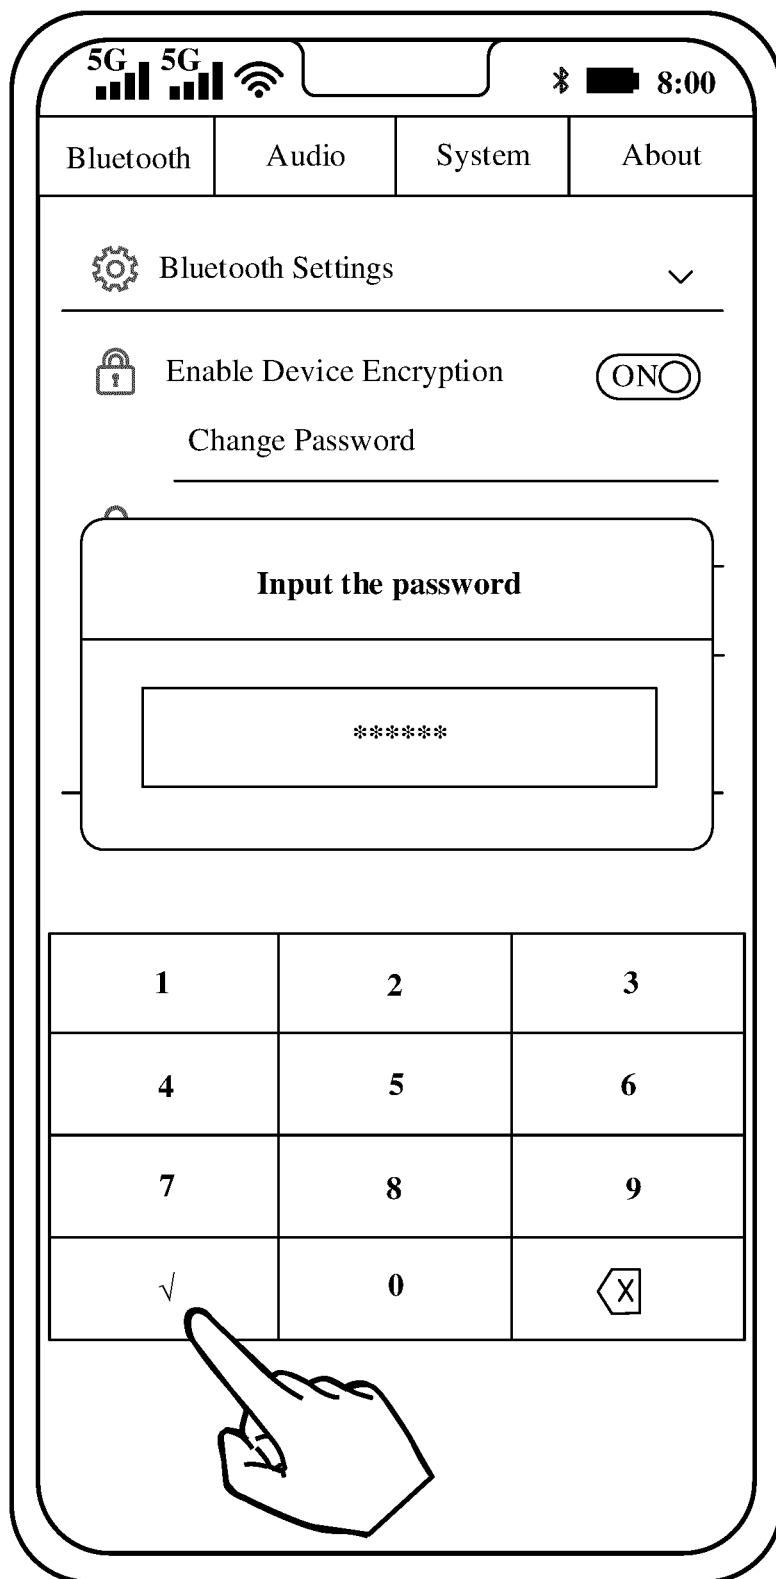 5G 5G 8:00
Bluetooth Audio System About
Bluetooth Settings
Enable Device Encryption ON
Change Password
Input the password
******
1 2 3
4 5 6
7 8 9
√ 0 X